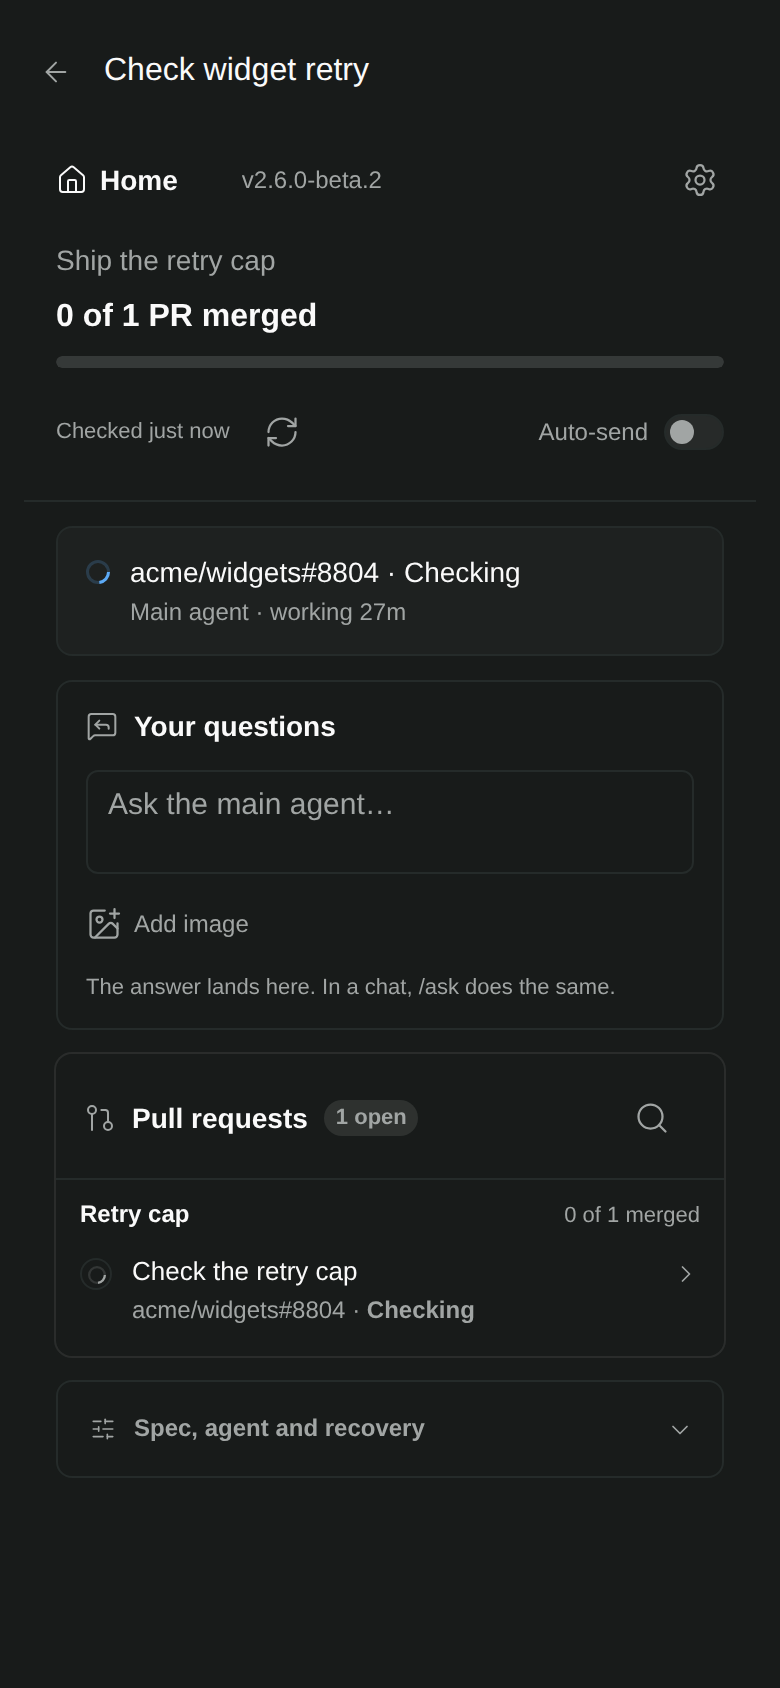 Check widget retry
Home
v2.6.0-beta.2
Ship the retry cap
0 of 1 PR merged
Checked just now
Auto-send
acme/widgets#8804 · Checking
Main agent · working 27m
Your questions
Ask the main agent…
Add image
The answer lands here. In a chat, /ask does the same.
Pull requests
1 open
Retry cap
0 of 1 merged
Check the retry cap
acme/widgets#8804 · Checking
Spec, agent and recovery